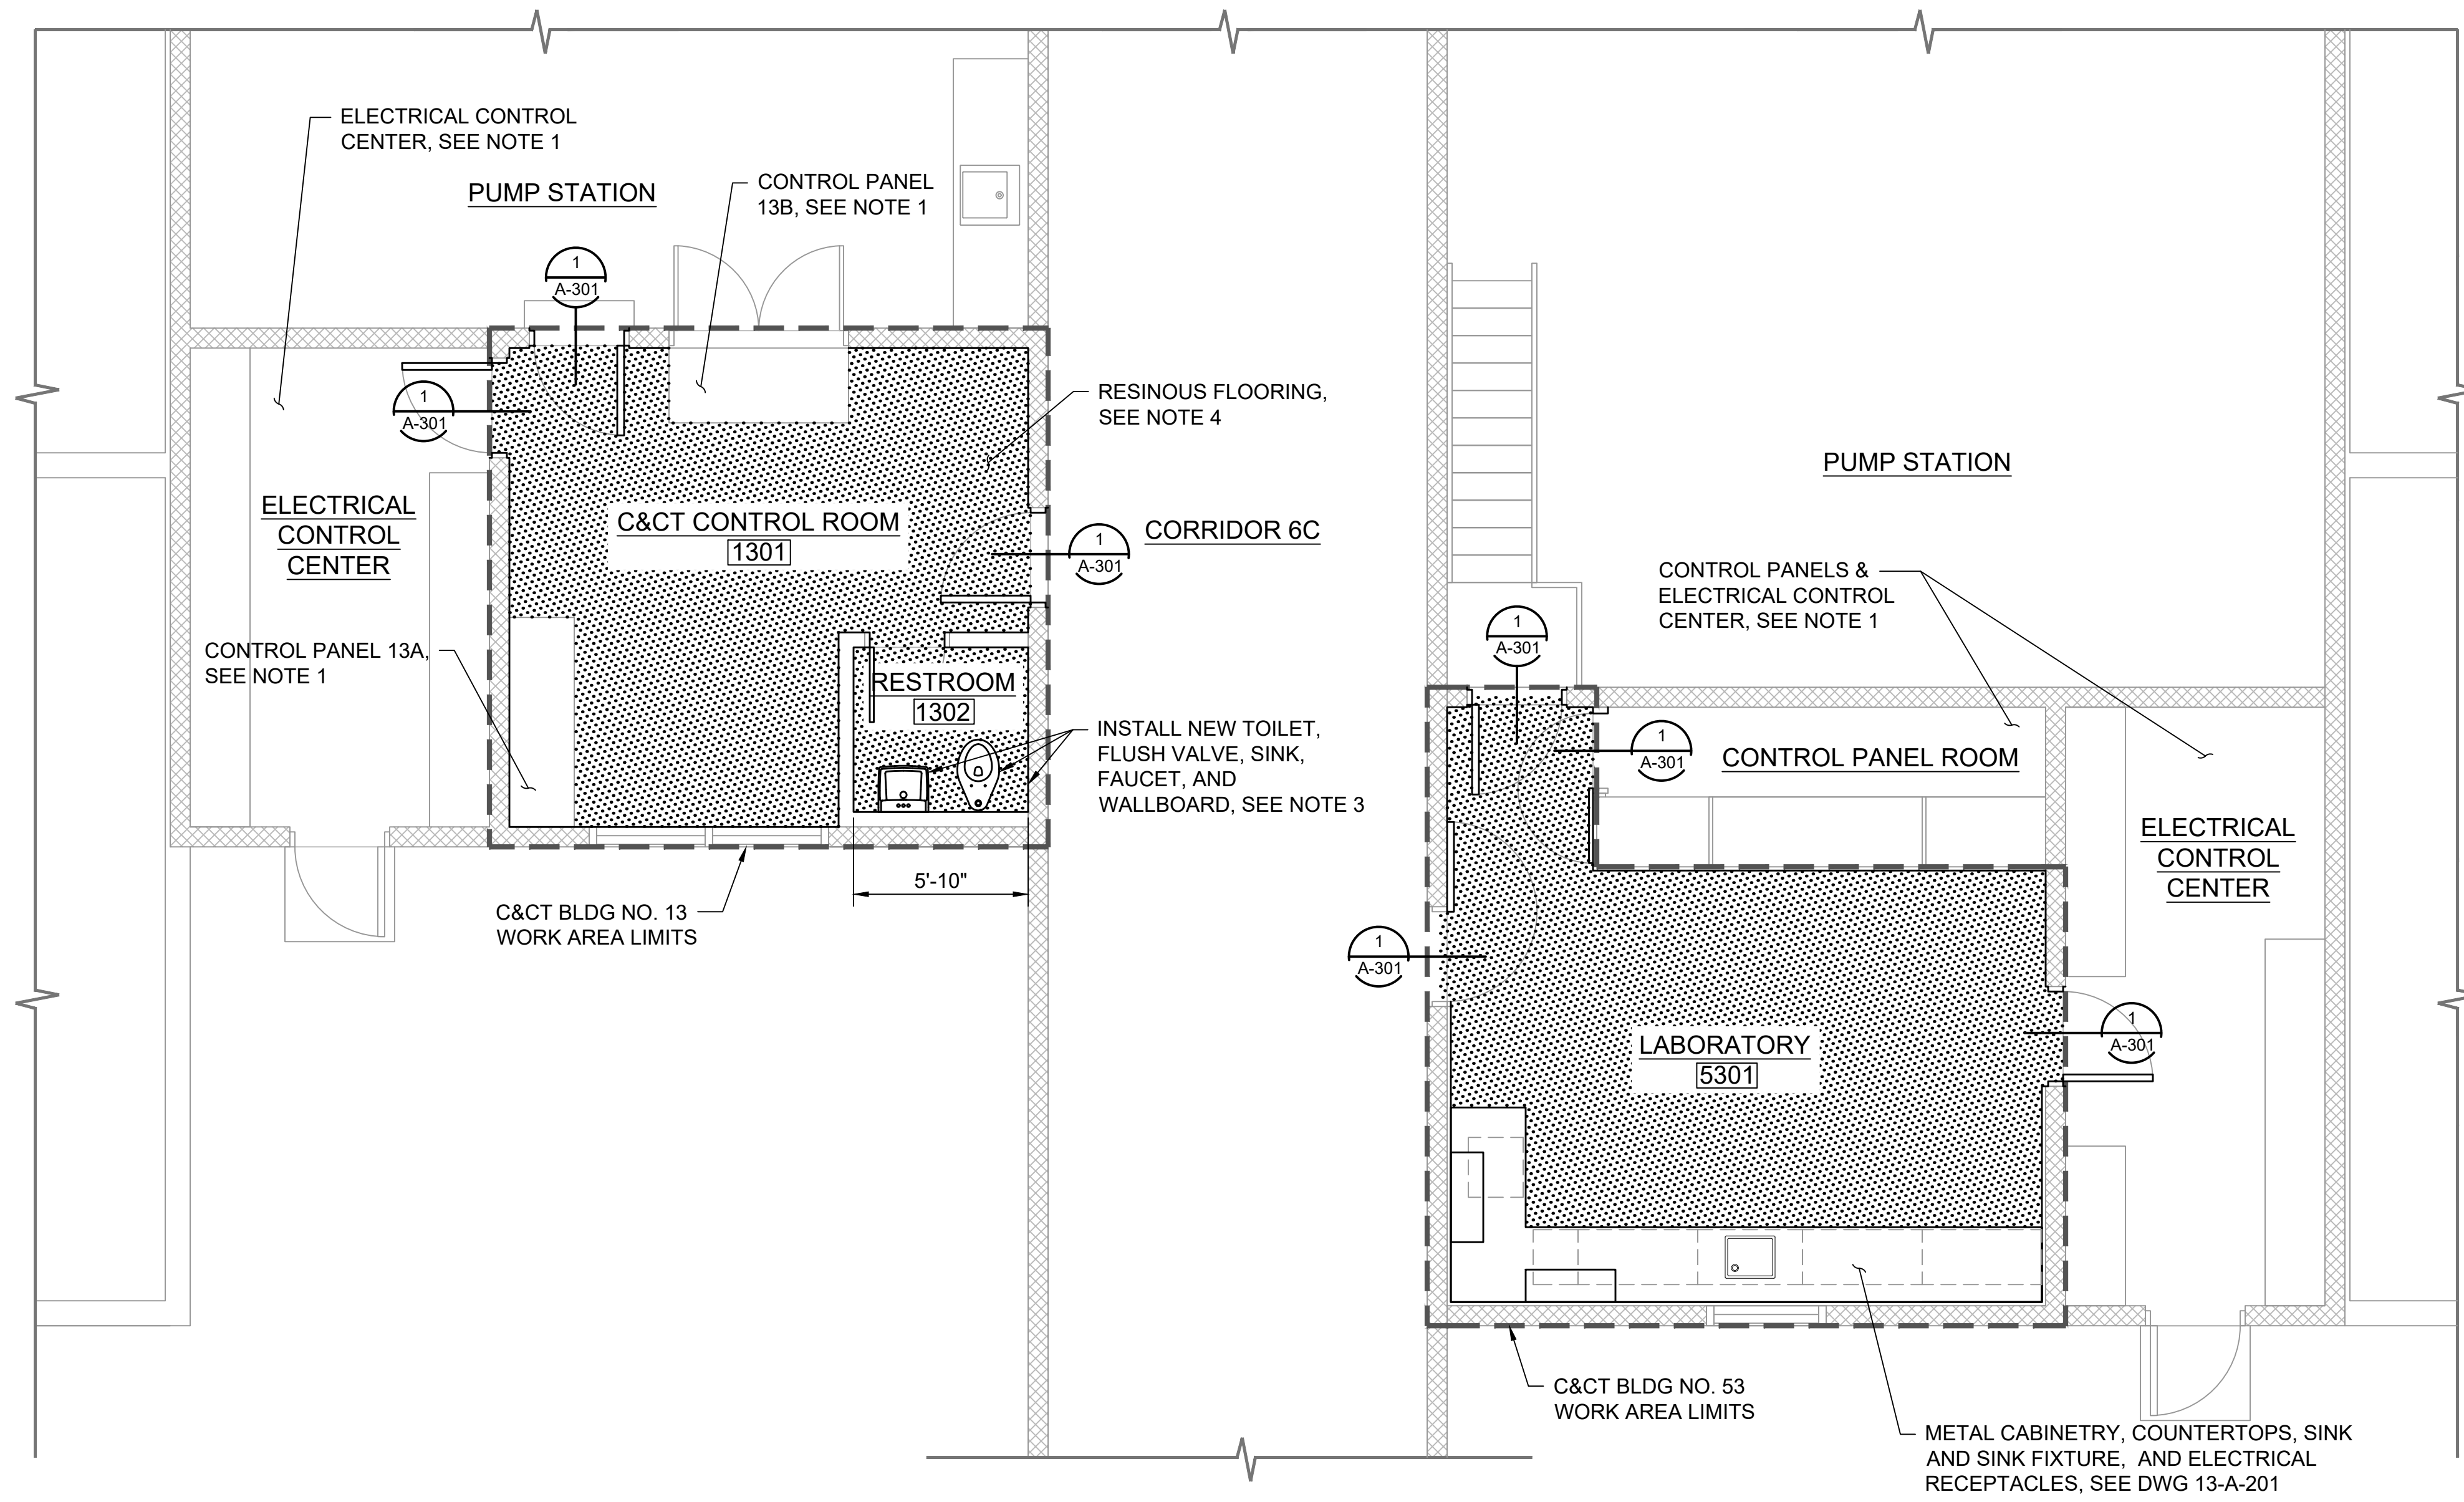 ELECTRICAL CONTROL
CENTER, SEE NOTE 1
PUMP STATION
CONTROL PANEL
13B, SEE NOTE 1
1
A-301
1
A-301
RESINOUS FLOORING,
SEE NOTE 4
ELECTRICAL
CONTROL
CENTER
C&CT CONTROL ROOM
1301
1
A-301
CORRIDOR 6C
CONTROL PANEL 13A,
SEE NOTE 1
RESTROOM
1302
INSTALL NEW TOILET,
FLUSH VALVE, SINK,
FAUCET, AND
WALLBOARD, SEE NOTE 3
5'-10"
C&CT BLDG NO. 13
WORK AREA LIMITS
PUMP STATION
CONTROL PANELS &
ELECTRICAL CONTROL
CENTER, SEE NOTE 1
1
A-301
1
A-301
CONTROL PANEL ROOM
ELECTRICAL
CONTROL
CENTER
1
A-301
1
A-301
LABORATORY
5301
C&CT BLDG NO. 53
WORK AREA LIMITS
METAL CABINETRY, COUNTERTOPS, SINK
AND SINK FIXTURE, AND ELECTRICAL
RECEPTACLES, SEE DWG 13-A-201